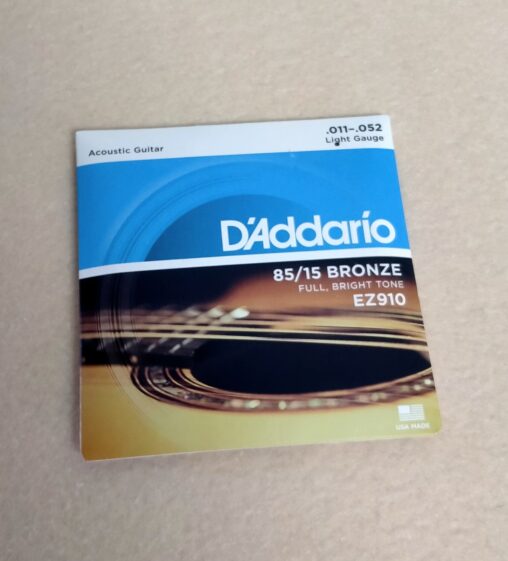 .011–.052
Light Gauge
Acoustic Guitar
D'Addario
85/15 BRONZE
FULL, BRIGHT TONE
EZ910
USA MADE